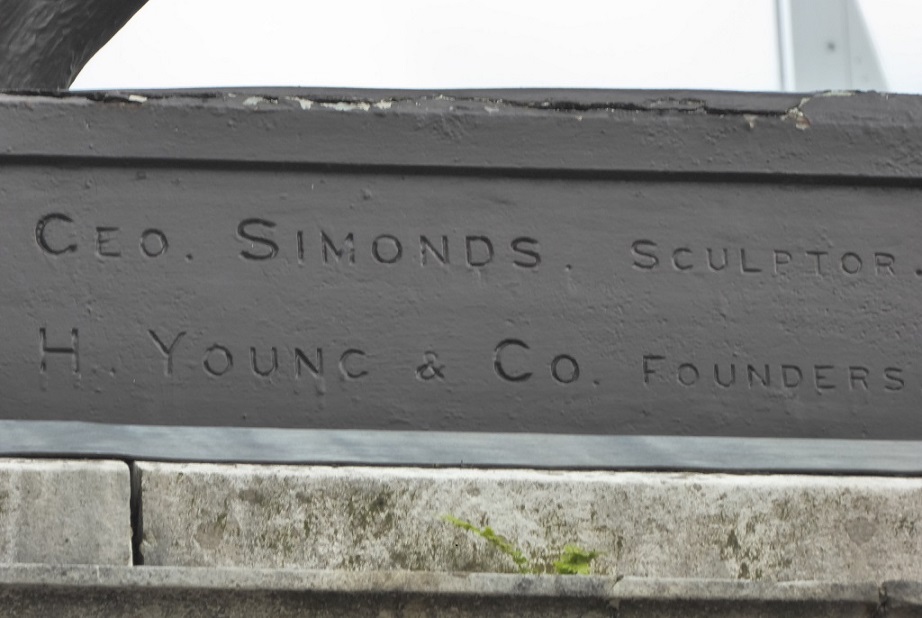 GEO. SIMONDS. SCULPTOR.
H. YOUNG & CO. FOUNDERS